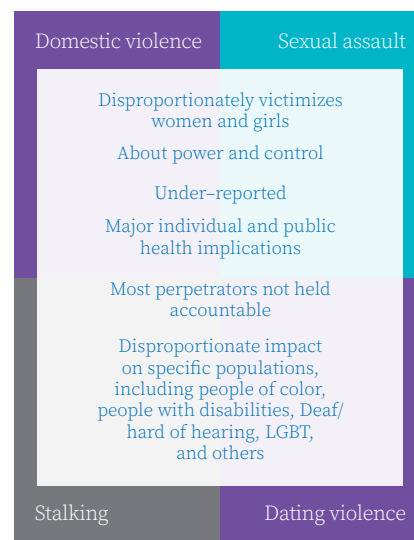 Domestic violence
Sexual assault
Disproportionately victimizes
women and girls
About power and control
Under–reported
Major individual and public
health implications
Most perpetrators not held
accountable
Disproportionate impact
on specific populations,
including people of color,
people with disabilities, Deaf/
hard of hearing, LGBT,
and others
Stalking
Dating violence